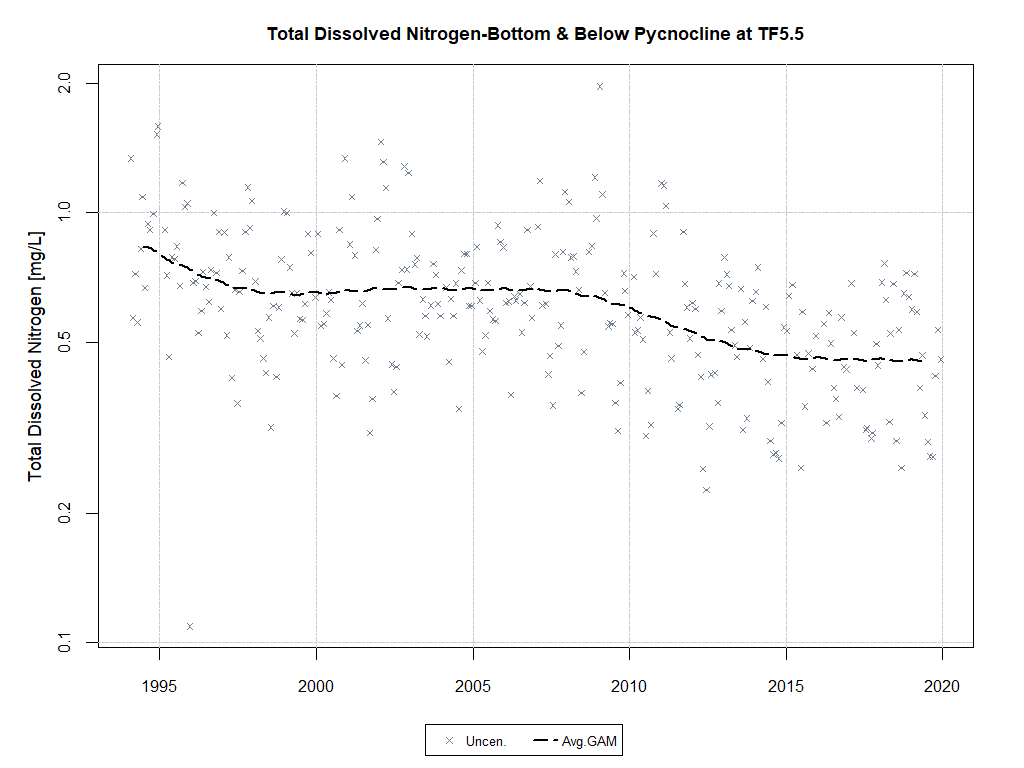 Total Dissolved Nitrogen-Bottom & Below Pycnocline at TF5.5
Total Dissolved Nitrogen [mg/L]
2.0
1.0
0.5
0.2
0.1
1995 2000 2005 2010 2015 2020
Uncen. Avg.GAM